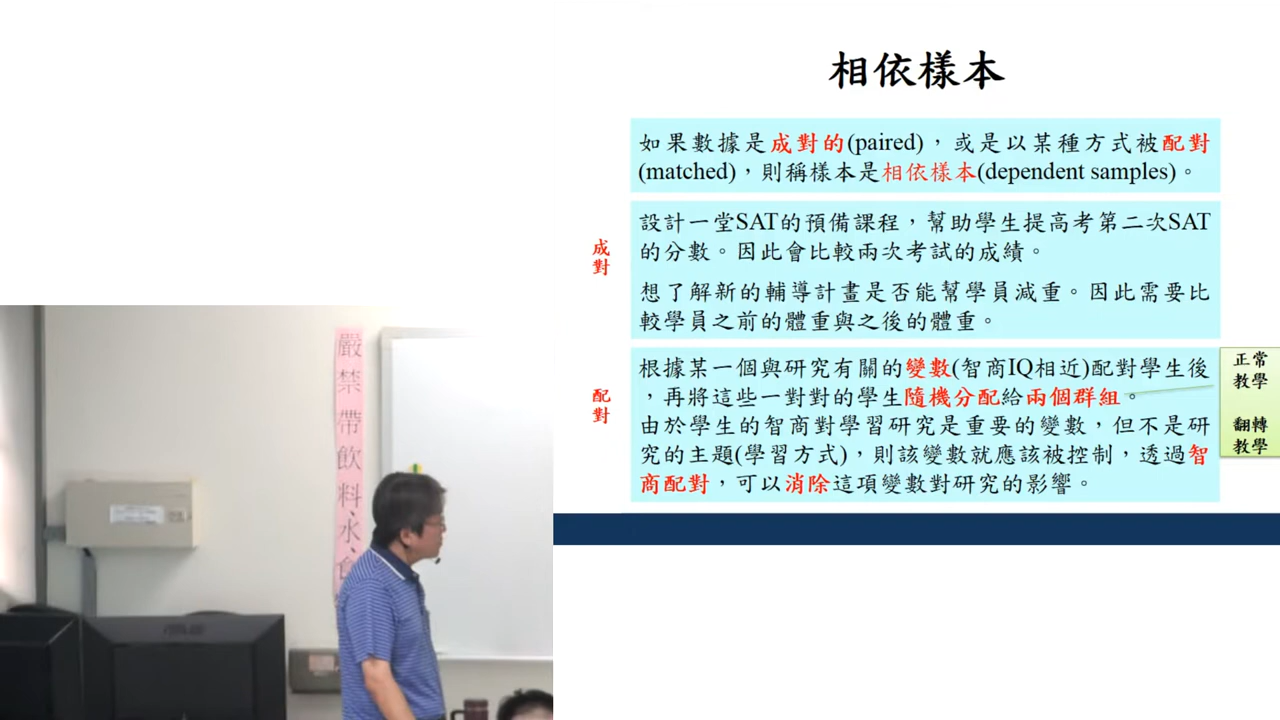 相依樣本
如果數據是成對的(paired)，或是以某種方式被配對
(matched)，則稱樣本是相依樣本(dependent samples)。
成
對
設計一堂SAT的預備課程，幫助學生提高考第二次SAT
的分數。因此會比較兩次考試的成績。
想了解新的輔導計畫是否能幫學員減重。因此需要比
較學員之前的體重與之後的體重。
配
對
根據某一個與研究有關的變數(智商IQ相近)配對學生後
，再將這些一對對的學生隨機分配給兩個群組。
由於學生的智商對學習研究是重要的變數，但不是研
究的主題(學習方式)，則該變數就應該被控制，透過智
商配對，可以消除這項變數對研究的影響。
正常
教學
翻轉
教學
嚴
禁
帶
飲
料
、
水
、
食
ASUS